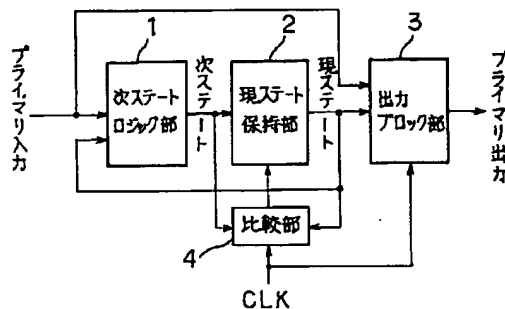 1
2
3
プライマリ入力
次ステート
ロジック部
次ステート
現ステート
保持部
現ステート
出力
ブロック部
プライマリ出力
比較部
4
CLK